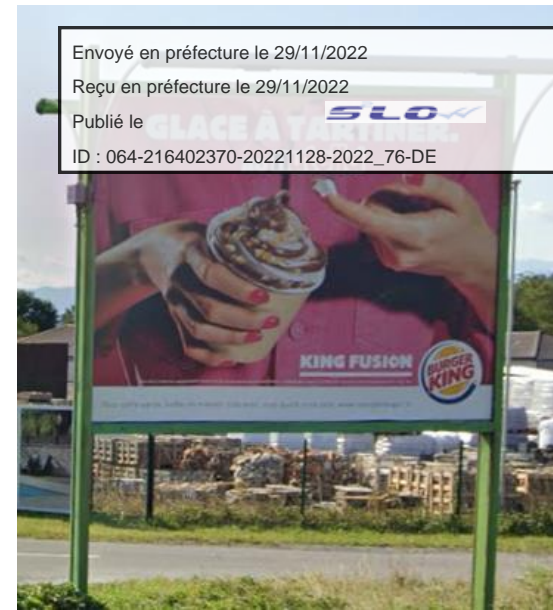 Envoyé en préfecture le 29/11/2022
Reçu en préfecture le 29/11/2022
Publié le
SLO
ID : 064-216402370-20221128-2022_76-DE
GLACE À TARTINER.
KING FUSION
BURGER
KING